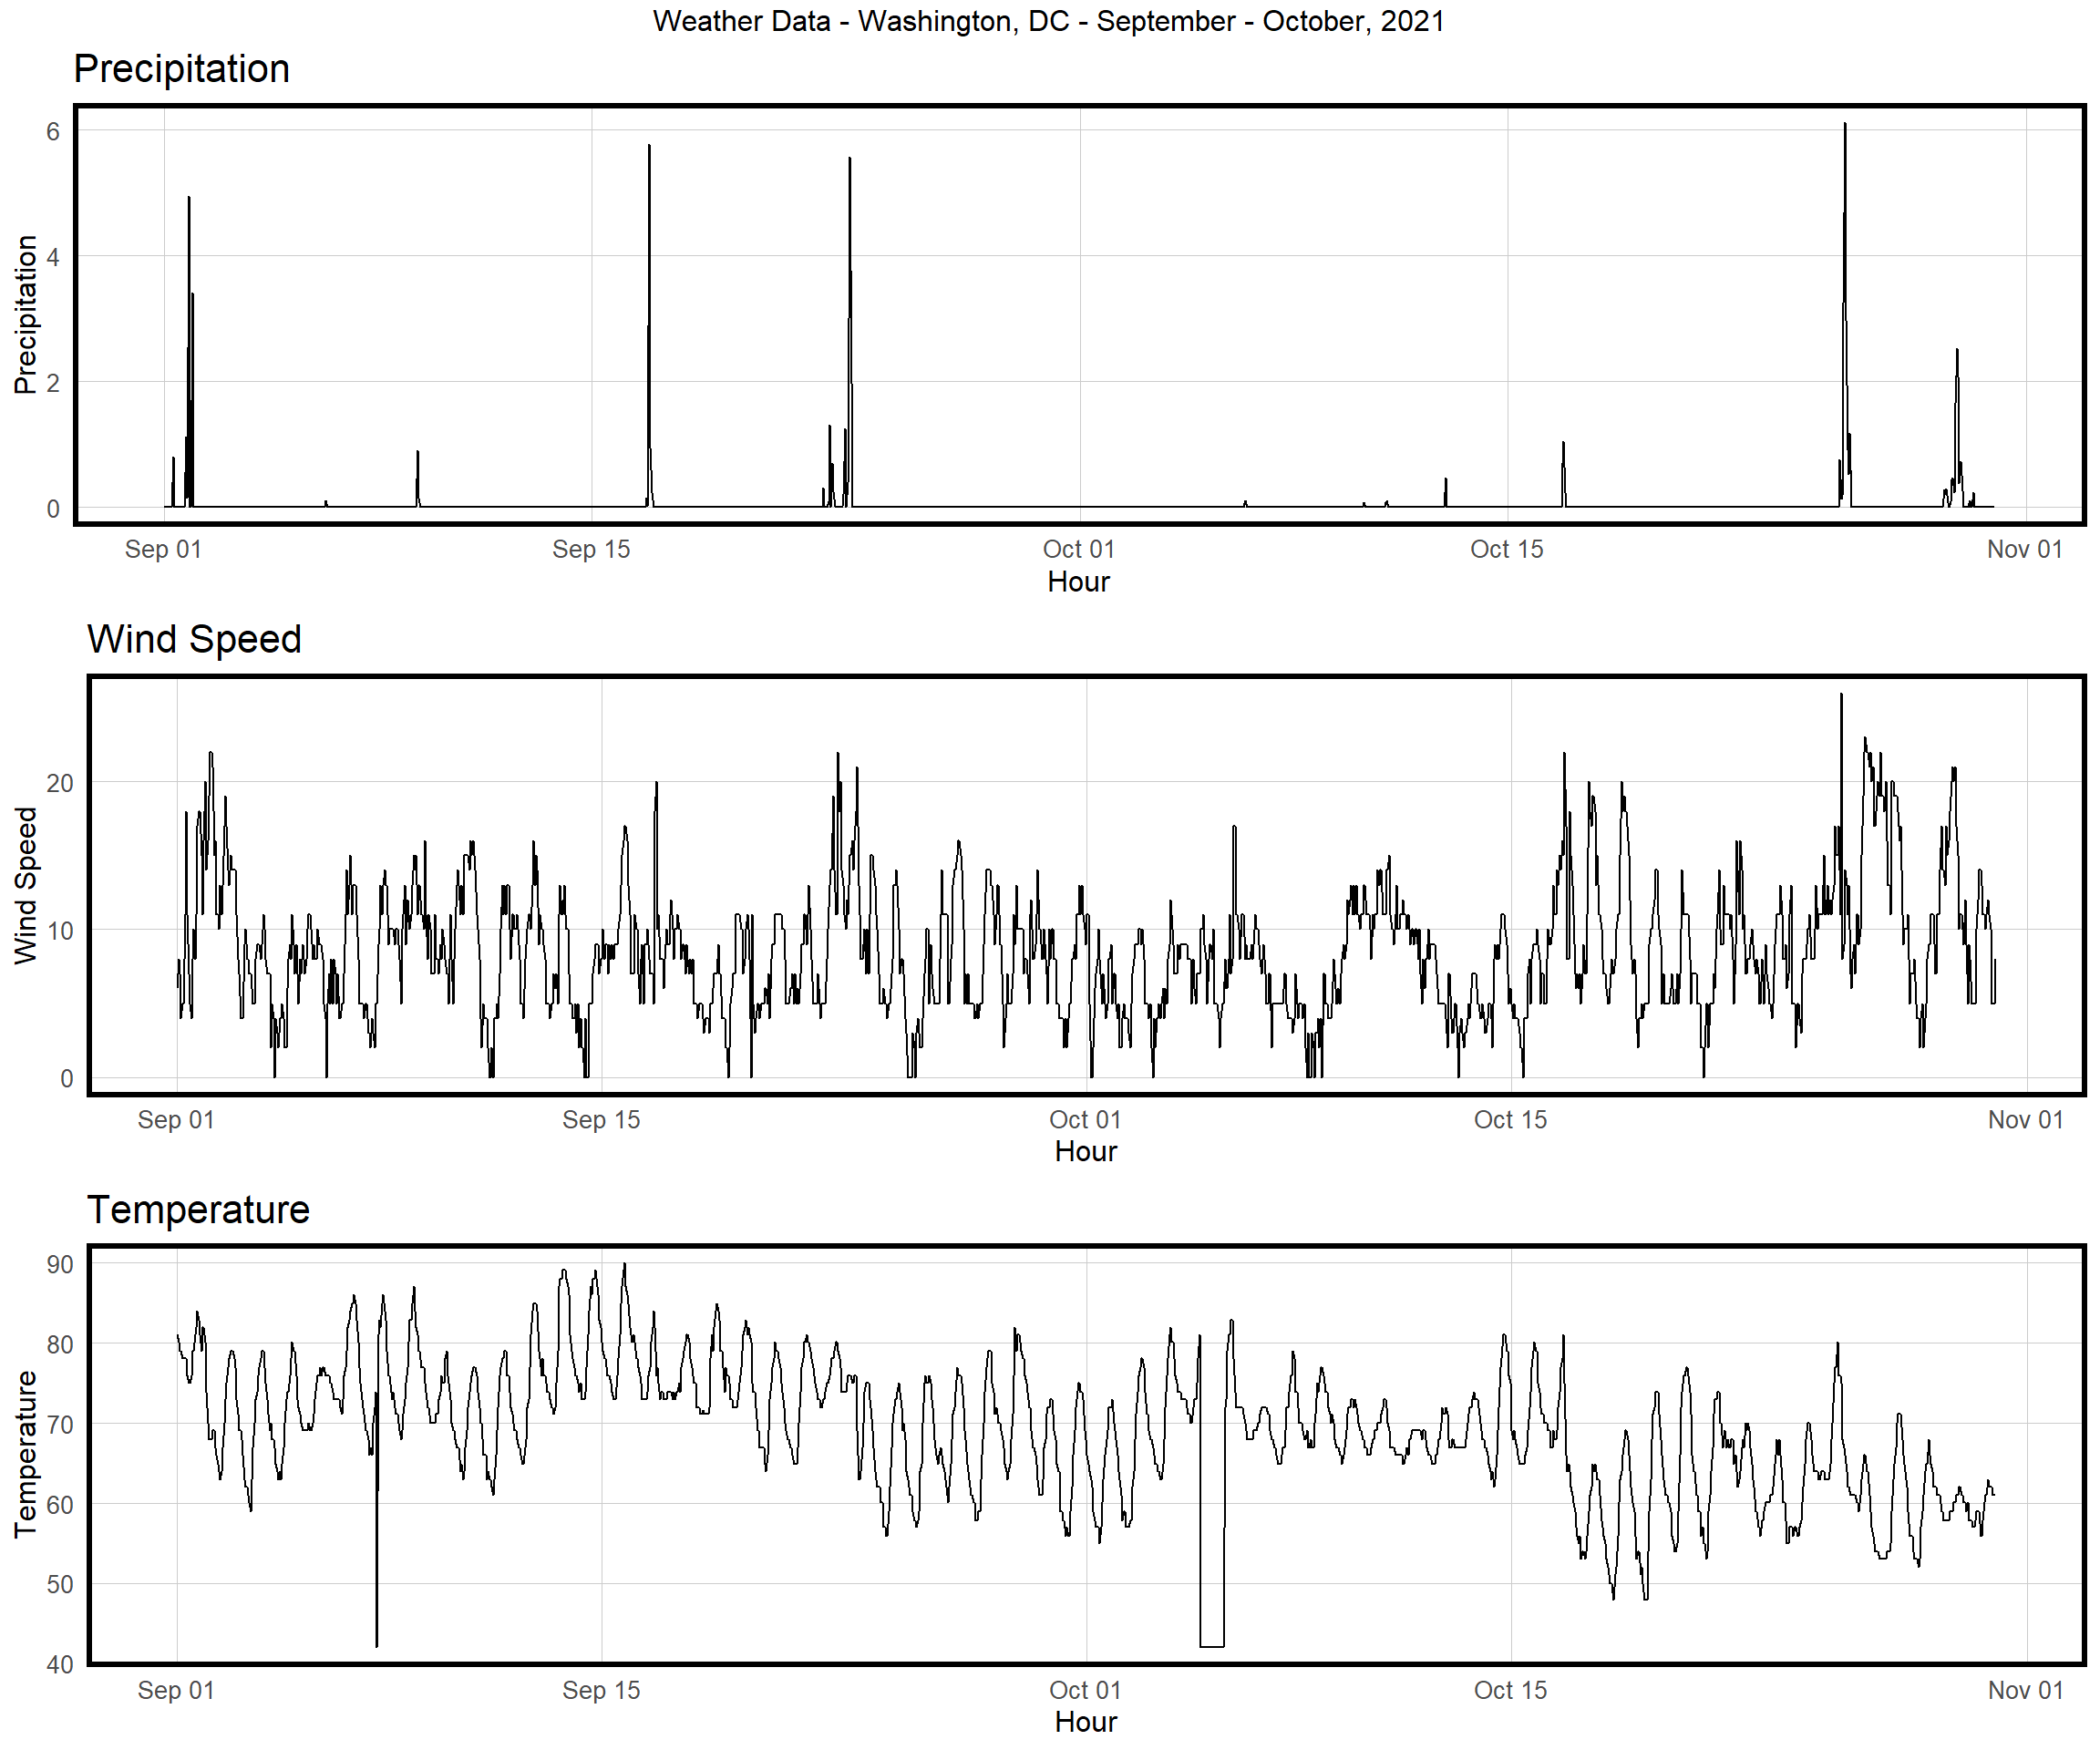 Weather Data - Washington, DC - September - October, 2021
Precipitation
Precipitation
6
4
2
0
Sep 01 Sep 15 Oct 01 Oct 15 Nov 01
Hour
Wind Speed
Wind Speed
20
10
0
Sep 01 Sep 15 Oct 01 Oct 15 Nov 01
Hour
Temperature
Temperature
90
80
70
60
50
40
Sep 01 Sep 15 Oct 01 Oct 15 Nov 01
Hour